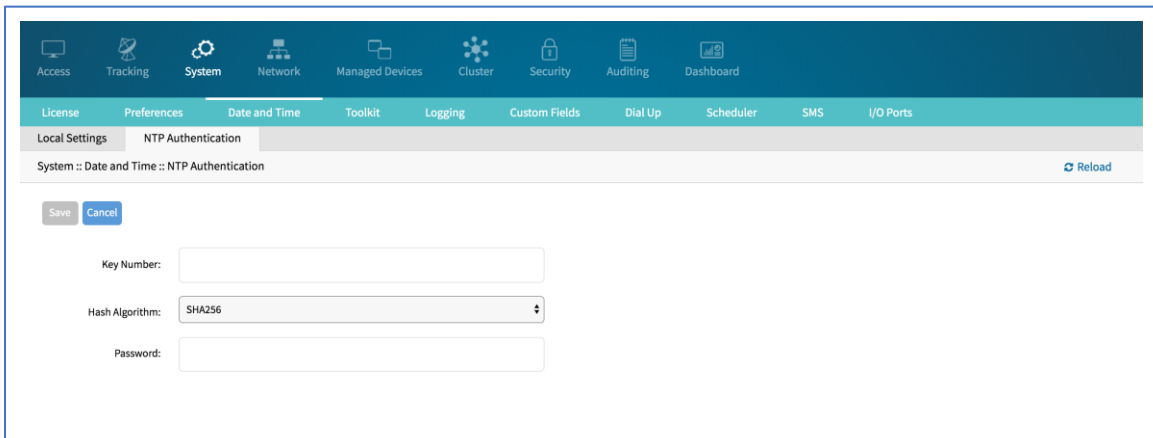 Access Tracking System Network Managed Devices Cluster Security Auditing Dashboard
License Preferences Date and Time Toolkit Logging Custom Fields Dial Up Scheduler SMS I/O Ports
Local Settings NTP Authentication
System :: Date and Time :: NTP Authentication Reload
Save Cancel
Key Number:
Hash Algorithm: SHA256
Password: